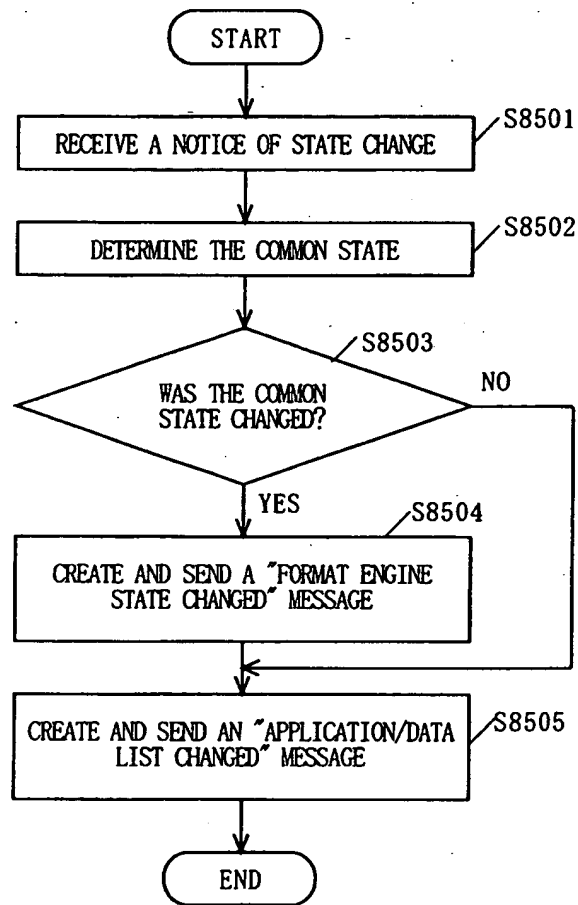 START
RECEIVE A NOTICE OF STATE CHANGE
S8501
DETERMINE THE COMMON STATE
S8502
S8503
WAS THE COMMON
STATE CHANGED?
NO
YES
S8504
CREATE AND SEND A "FORMAT ENGINE
STATE CHANGED" MESSAGE
CREATE AND SEND AN "APPLICATION/DATA
LIST CHANGED" MESSAGE
S8505
END